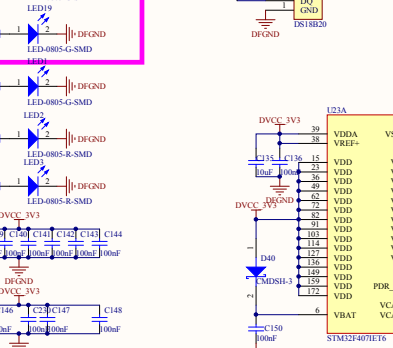 DQ
1
GND
DFGND
DS18B20
LED19
1
2
DFGND
LED-0805-G-SMD
LED1
1
2
DFGND
LED-0805-G-SMD
LED2
1
2
DFGND
LED-0805-R-SMD
LED3
1
2
DFGND
LED-0805-R-SMD
DVCC_3V3
C140
C141
C142
C143
C144
100nF
100nF
100nF
100nF
100nF
DFGND
DVCC_3V3
C147
C148
100nF
100nF
DVCC_3V3
C135
C136
10uF
100nF
DFGND
DVCC_3V3
1
D40
CMDSH-3
2
C150
100nF
U23A
39
VDDA
38
VREF+
15
VDD
23
VDD
36
VDD
49
VDD
62
VDD
72
VDD
82
VDD
91
VDD
103
VDD
114
VDD
127
VDD
136
VDD
149
VDD
159
VDD
172
VDD
PDR_
6
VBAT
STM32F407IET6